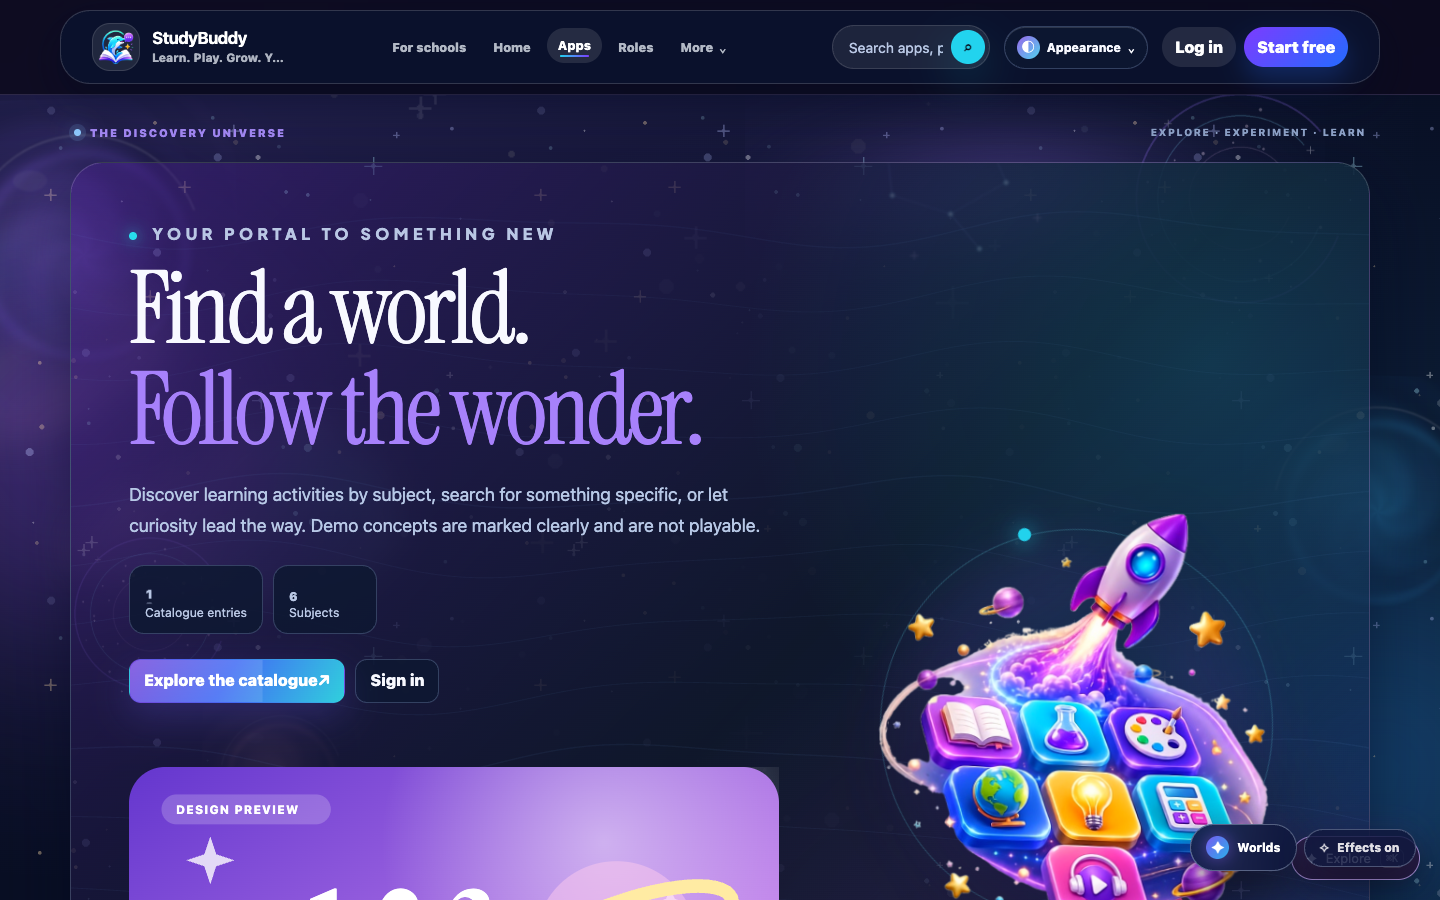 StudyBuddy
Learn. Play. Grow. Y...
For schools
Home
Apps
Roles
More
Search apps, p
Appearance
Log in
Start free
THE DISCOVERY UNIVERSE
EXPLORE · EXPERIMENT · LEARN
YOUR PORTAL TO SOMETHING NEW
Find a world.
Follow the wonder.
Discover learning activities by subject, search for something specific, or let
curiosity lead the way. Demo concepts are marked clearly and are not playable.
1
Catalogue entries
6
Subjects
Explore the catalogue↗
Sign in
DESIGN PREVIEW
Worlds
Effects on
Explore